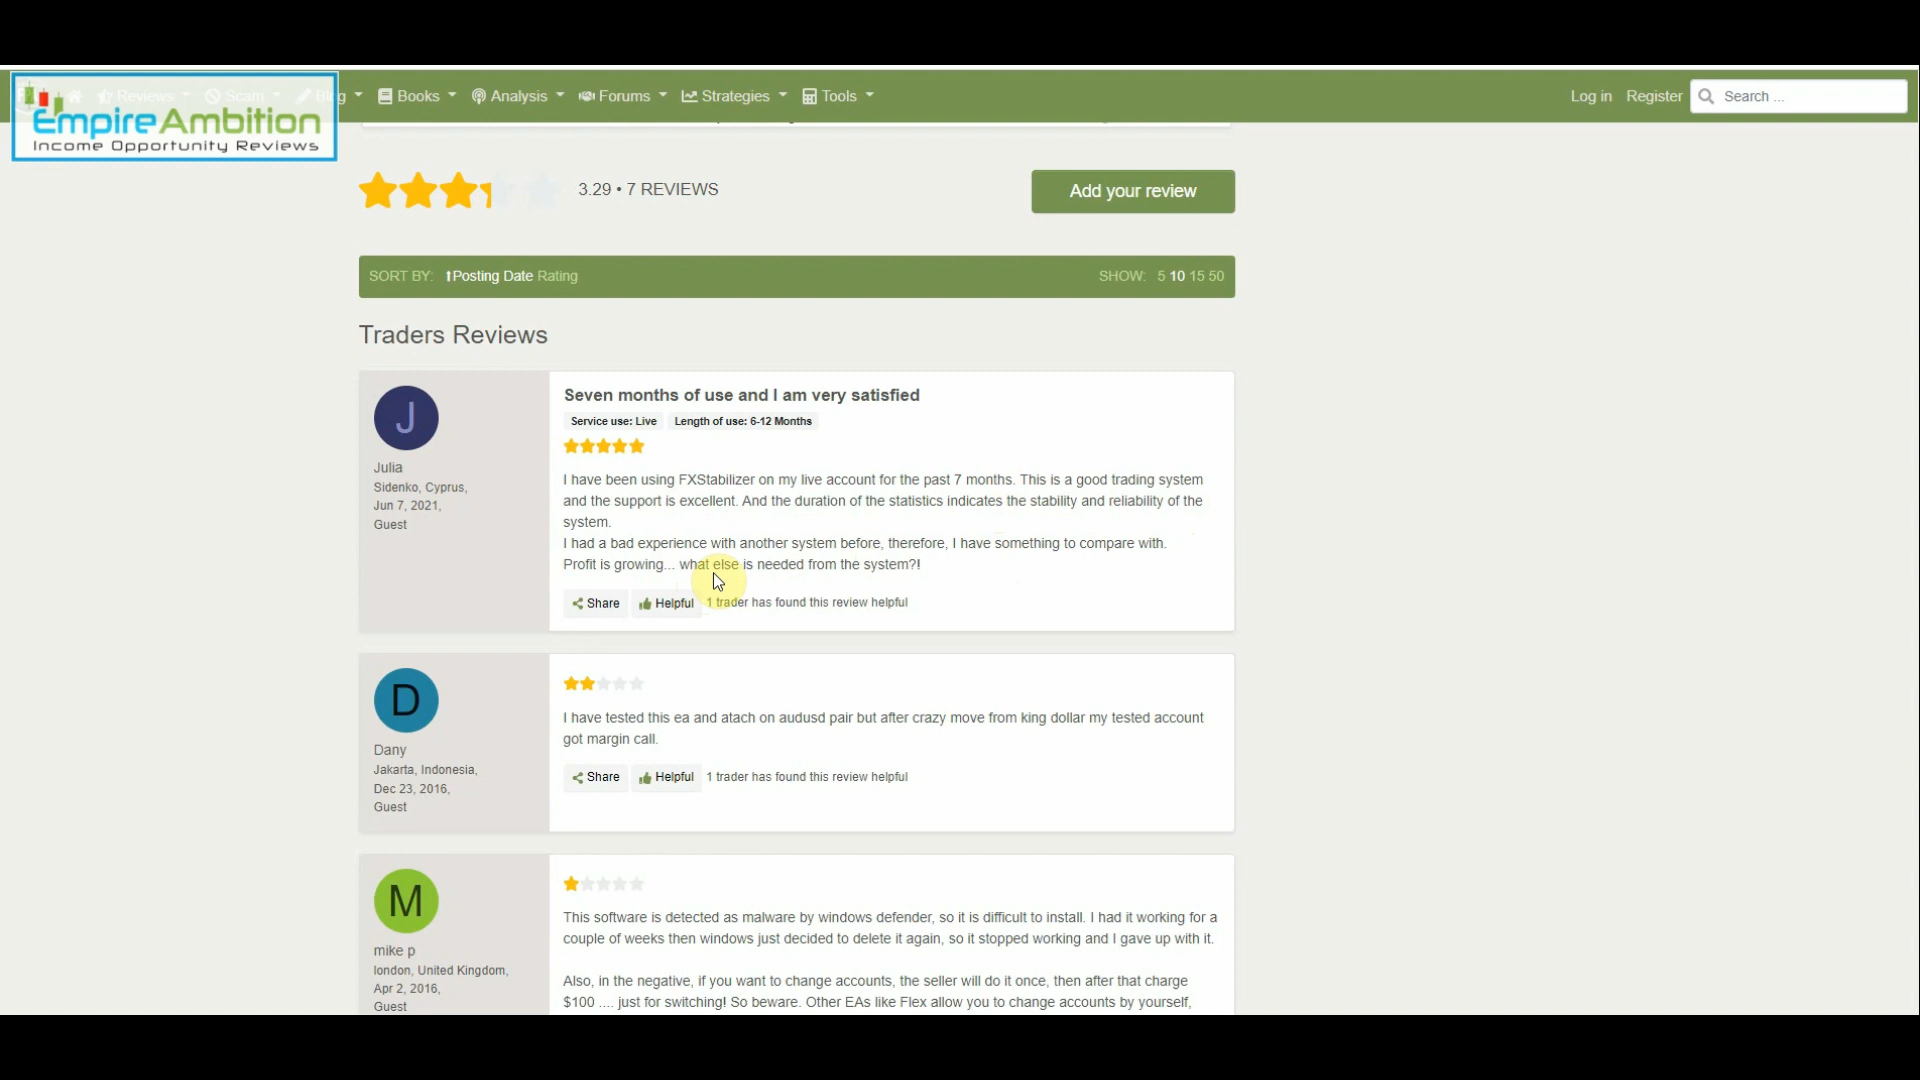 Reviews Scam Blog Books Analysis Forums Strategies Tools Log in Register Search ...
EmpireAmbition
Income Opportunity Reviews
3.29 • 7 REVIEWS Add your review
SORT BY: Posting Date Rating SHOW: 5 10 15 50
Traders Reviews
J
Julia
Sidenko, Cyprus,
Jun 7, 2021,
Guest
Seven months of use and I am very satisfied
Service use: Live Length of use: 6-12 Months
I have been using FXStabilizer on my live account for the past 7 months. This is a good trading system
and the support is excellent. And the duration of the statistics indicates the stability and reliability of the
system.
I had a bad experience with another system before, therefore, I have something to compare with.
Profit is growing... what else is needed from the system?!
Share Helpful 1 trader has found this review helpful
D
Dany
Jakarta, Indonesia,
Dec 23, 2016,
Guest
I have tested this ea and atach on audusd pair but after crazy move from king dollar my tested account
got margin call.
Share Helpful 1 trader has found this review helpful
M
mike p
london, United Kingdom,
Apr 2, 2016,
Guest
This software is detected as malware by windows defender, so it is difficult to install. I had it working for a
couple of weeks then windows just decided to delete it again, so it stopped working and I gave up with it.
Also, in the negative, if you want to change accounts, the seller will do it once, then after that charge
$100 .... just for switching! So beware. Other EAs like Flex allow you to change accounts by yourself,